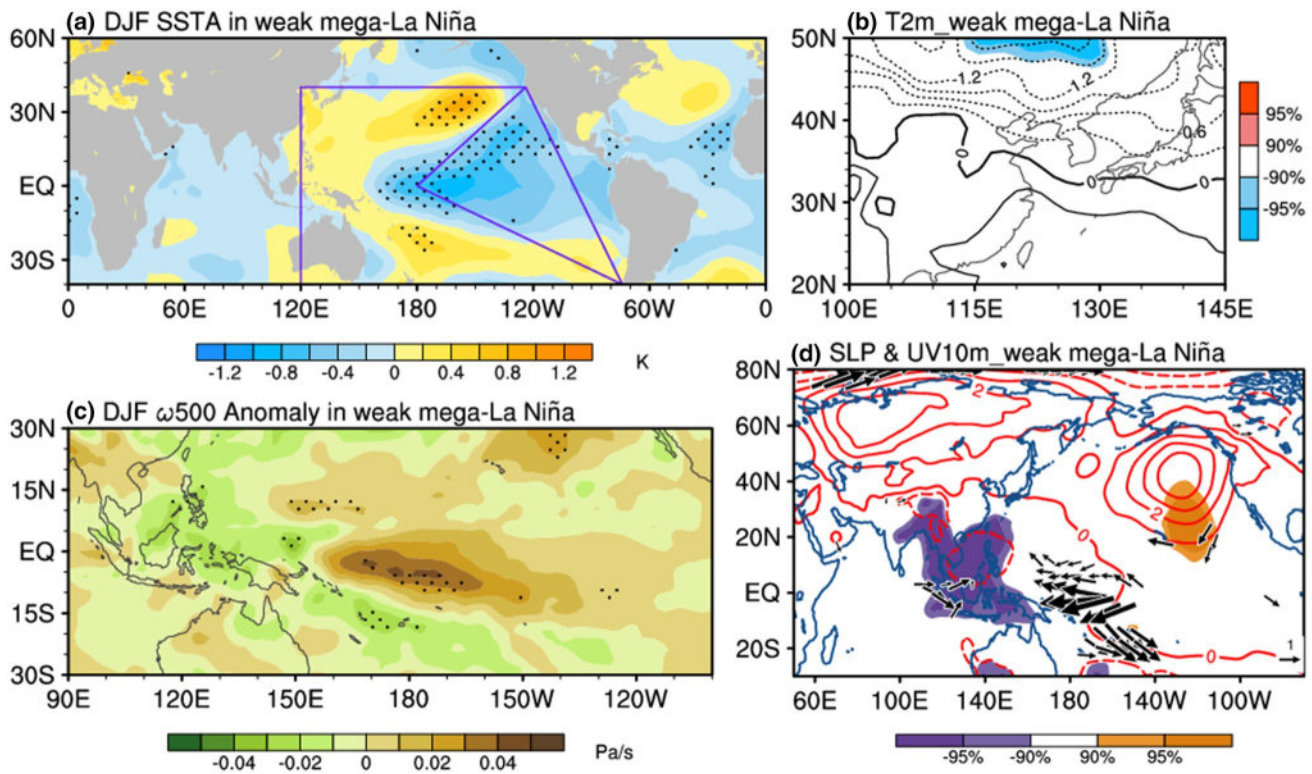 (a) DJF SSTA in weak mega-La Niña
60N
30N
EQ
30S
0 60E 120E 180 120W 60W 0
-1.2 -0.8 -0.4 0 0.4 0.8 1.2 K
(b) T2m_weak mega-La Niña
50N
40N
30N
20N
1.2
1.2
0.6
0
0
0
100E 115E 130E 145E
95%
90%
-90%
-95%
(c) DJF ω500 Anomaly in weak mega-La Niña
30N
15N
EQ
15S
30S
90E 120E 150E 180 150W 120W
-0.04 -0.02 0 0.02 0.04 Pa/s
(d) SLP & UV10m_weak mega-La Niña
80N
60N
40N
20N
EQ
20S
2
2
0
0
0
1
60E 100E 140E 180 140W 100W
-95% -90% 90% 95%